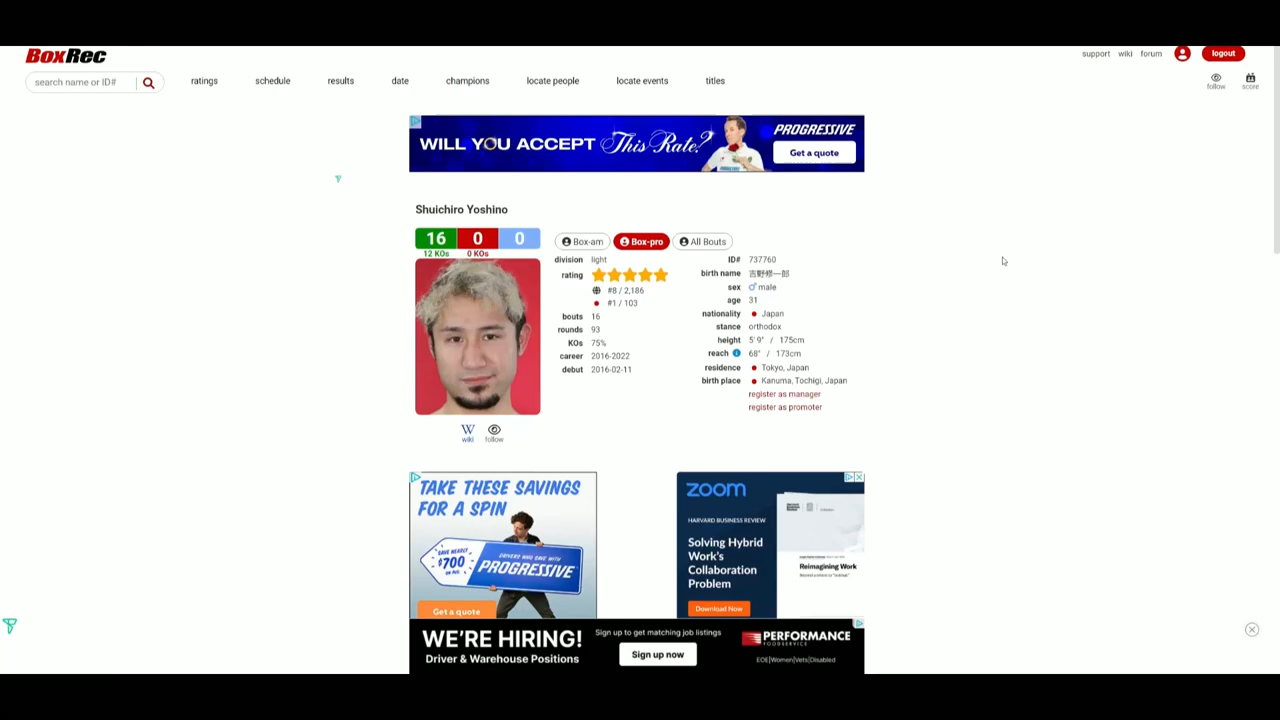 BoxRec
support wiki forum logout
search name or ID#
ratings schedule results date champions locate people locate events titles
follow score
WILL YOU ACCEPT This Rate?
PROGRESSIVE
Get a quote
Shuichiro Yoshino
16 0 0
12 KOs 0 KOs
Box-am Box-pro All Bouts
division light
rating
#8 / 2,186
#1 / 103
bouts 16
rounds 93
KOs 75%
career 2016-2022
debut 2016-02-11
ID# 737760
birth name 吉野修一郎
sex male
age 31
nationality Japan
stance orthodox
height 5′ 9″ / 175cm
reach 68″ / 173cm
residence Tokyo, Japan
birth place Kanuma, Tochigi, Japan
register as manager
register as promoter
W
wiki follow
TAKE THESE SAVINGS
FOR A SPIN
SAVE NEARLY
$700
DRIVERS WHO SAVE WITH
PROGRESSIVE
Get a quote
zoom
HARVARD BUSINESS REVIEW
Solving Hybrid
Work's
Collaboration
Problem
Download Now
Reimagining Work
WE'RE HIRING!
Driver & Warehouse Positions
Sign up to get matching job listings
Sign up now
PERFORMANCE
FOODSERVICE
EOE|Women|Vets|Disabled